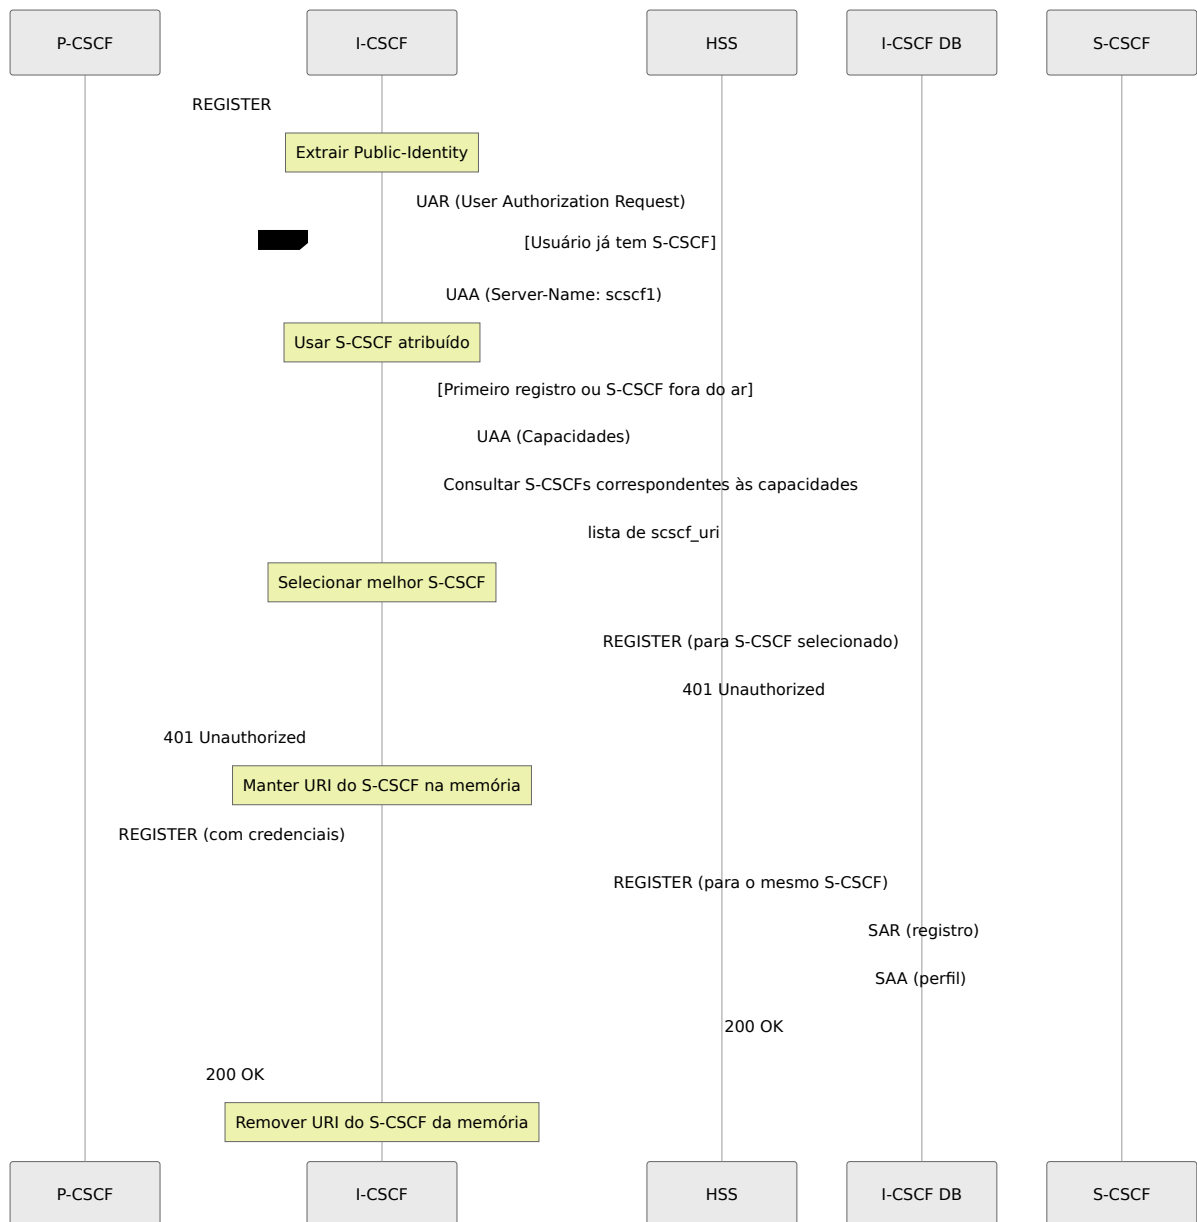 P-CSCF
I-CSCF
HSS
I-CSCF DB
S-CSCF
REGISTER
Extrair Public-Identity
UAR (User Authorization Request)
[Usuário já tem S-CSCF]
UAA (Server-Name: scscf1)
Usar S-CSCF atribuído
[Primeiro registro ou S-CSCF fora do ar]
UAA (Capacidades)
Consultar S-CSCFs correspondentes às capacidades
lista de scscf_uri
Selecionar melhor S-CSCF
REGISTER (para S-CSCF selecionado)
401 Unauthorized
401 Unauthorized
Manter URI do S-CSCF na memória
REGISTER (com credenciais)
REGISTER (para o mesmo S-CSCF)
SAR (registro)
SAA (perfil)
200 OK
200 OK
Remover URI do S-CSCF da memória
P-CSCF
I-CSCF
HSS
I-CSCF DB
S-CSCF